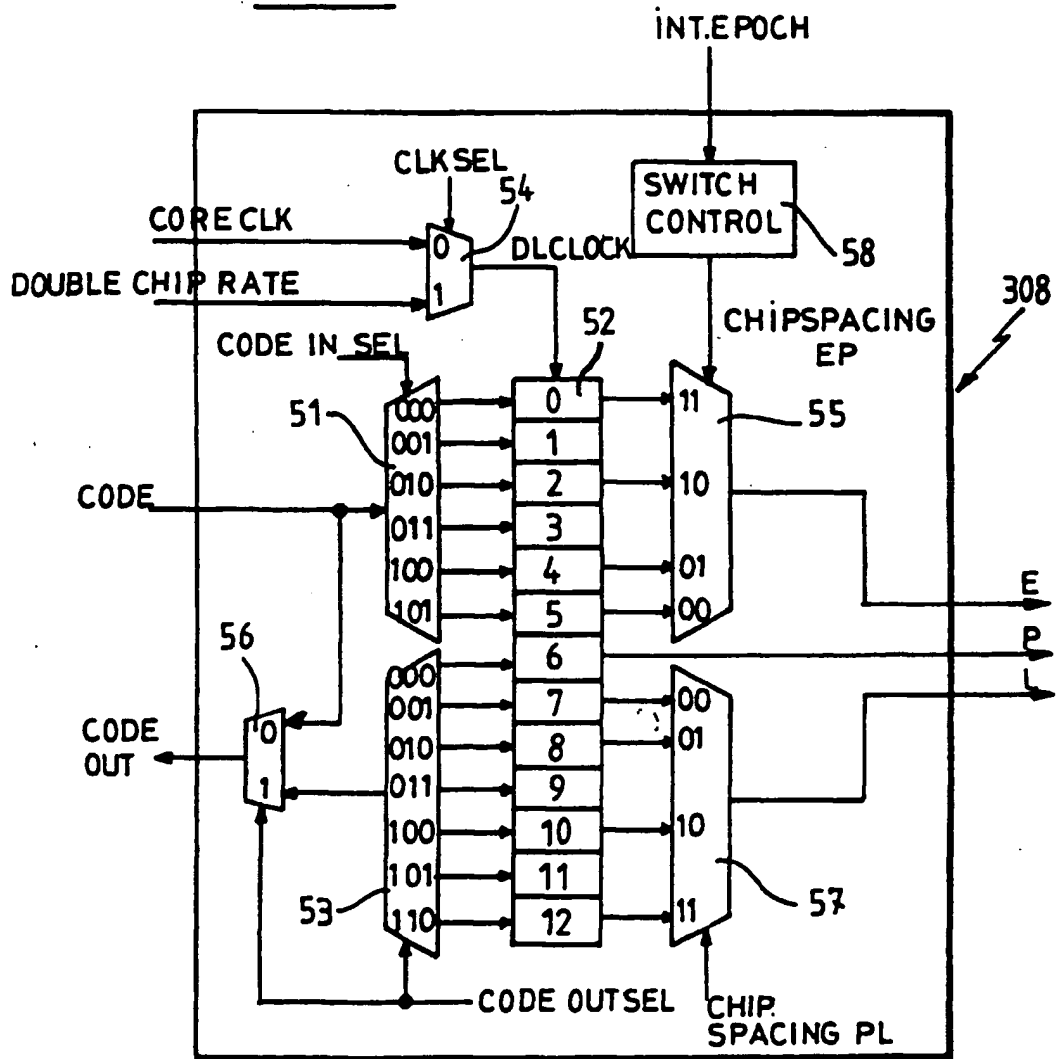 INT.EPOCH
CLK SEL
54
SWITCH
CONTROL
58
CORE CLK
0
1
DLCLOCK
DOUBLE CHIP RATE
308
CHIPSPACING
EP
CODE IN SEL
52
51
55
000
001
010
011
100
101
0
1
2
3
4
5
6
7
8
9
10
11
12
11
10
01
00
CODE
E
P
L
56
0
1
CODE
OUT
000
001
010
011
100
101
110
53
00
01
10
11
57
CODE OUTSEL
CHIP.
SPACING PL